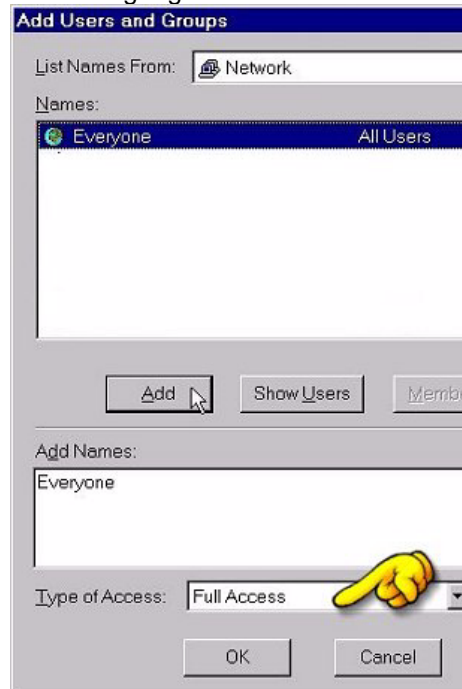 Add Users and Groups
List Names From: Network
Names:
Everyone All Users
Add Show Users Memb
Add Names:
Everyone
Type of Access: Full Access
OK Cancel